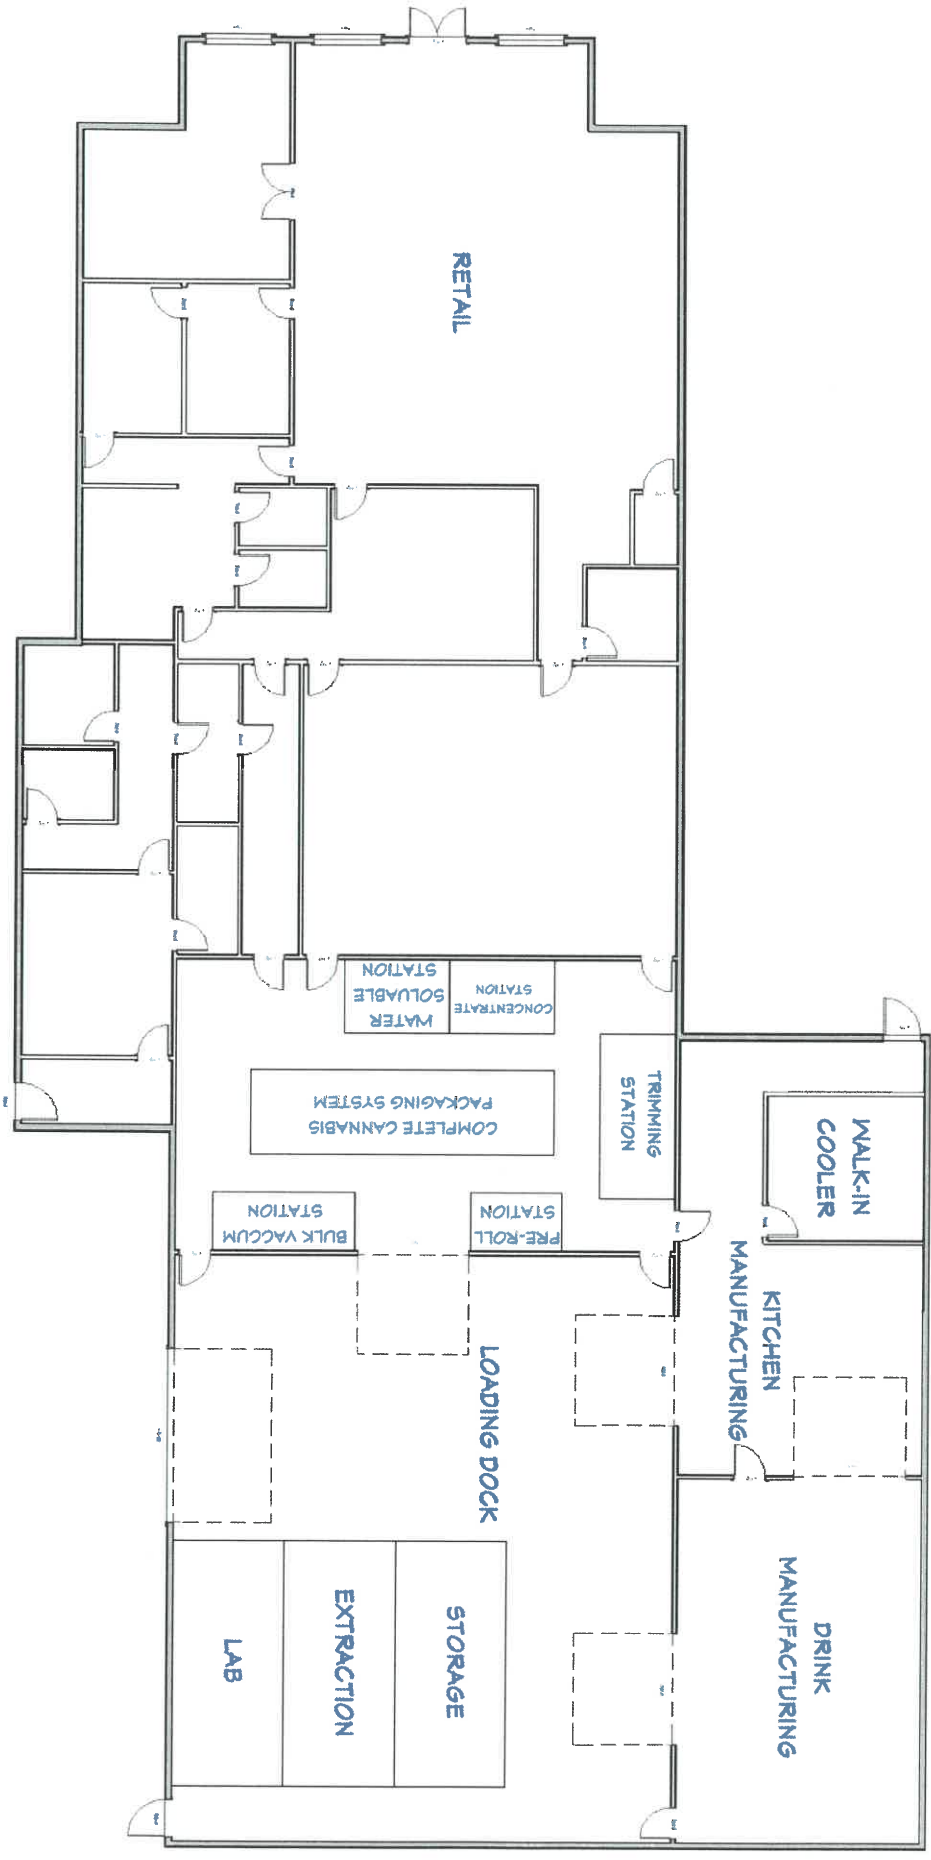 RETAIL
WATER
SOLUABLE
STATION
CONCENTRATE
STATION
TRIMMING
STATION
COMPLETE CANNABIS
PACKAGING SYSTEM
BULK VACCUM
STATION
PRE-ROLL
STATION
WALK-IN
COOLER
KITCHEN
MANUFACTURING
LOADING DOCK
DRINK
MANUFACTURING
STORAGE
EXTRACTION
LAB